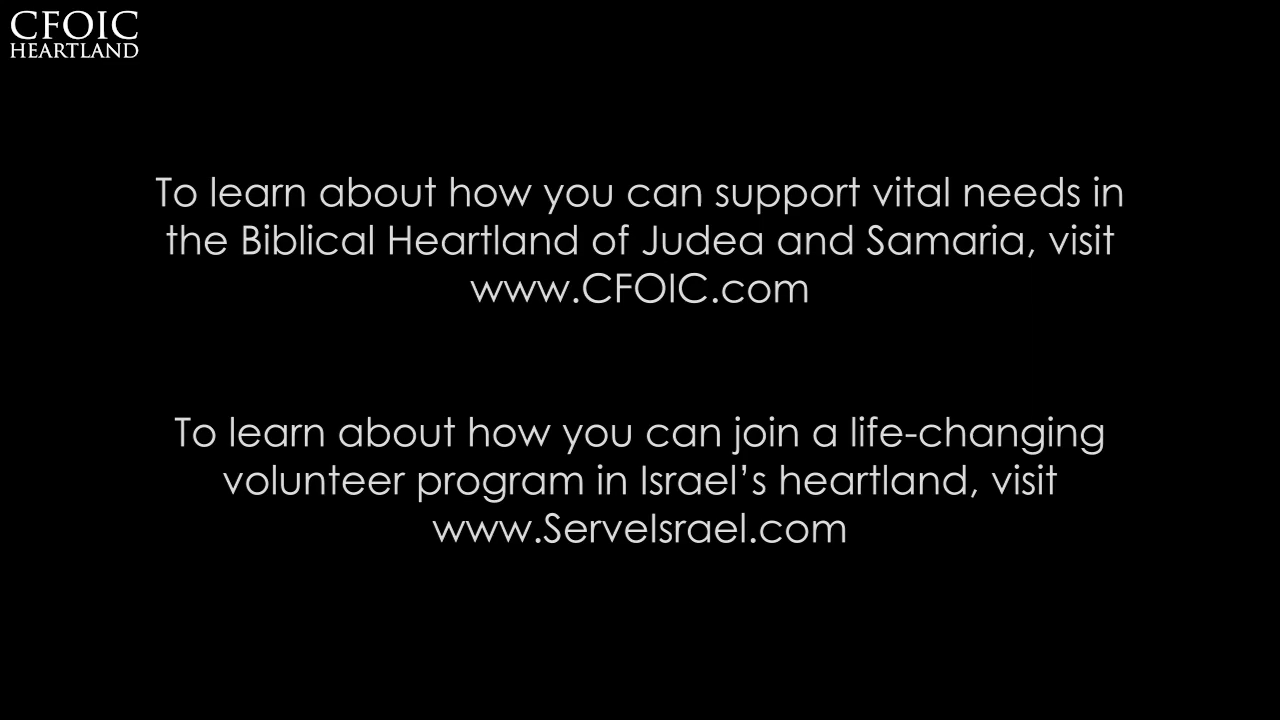 CFOIC
HEARTLAND
To learn about how you can support vital needs in
the Biblical Heartland of Judea and Samaria, visit
www.CFOIC.com
To learn about how you can join a life-changing
volunteer program in Israel’s heartland, visit
www.ServeIsrael.com